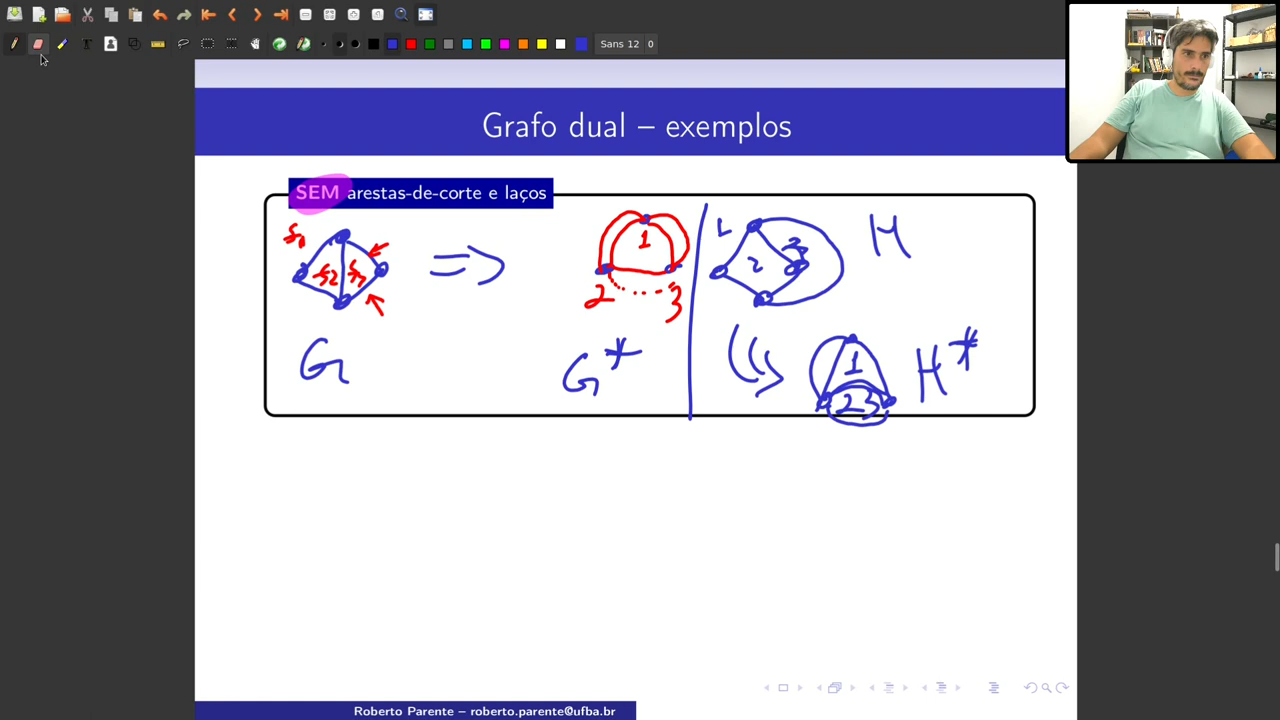 Sans 12 0
Grafo dual – exemplos
SEM arestas-de-corte e laços
f1
f2 f3
G
1
2 3
G*
1
2 3
H
1
2 3
H*
Roberto Parente – roberto.parente@ufba.br